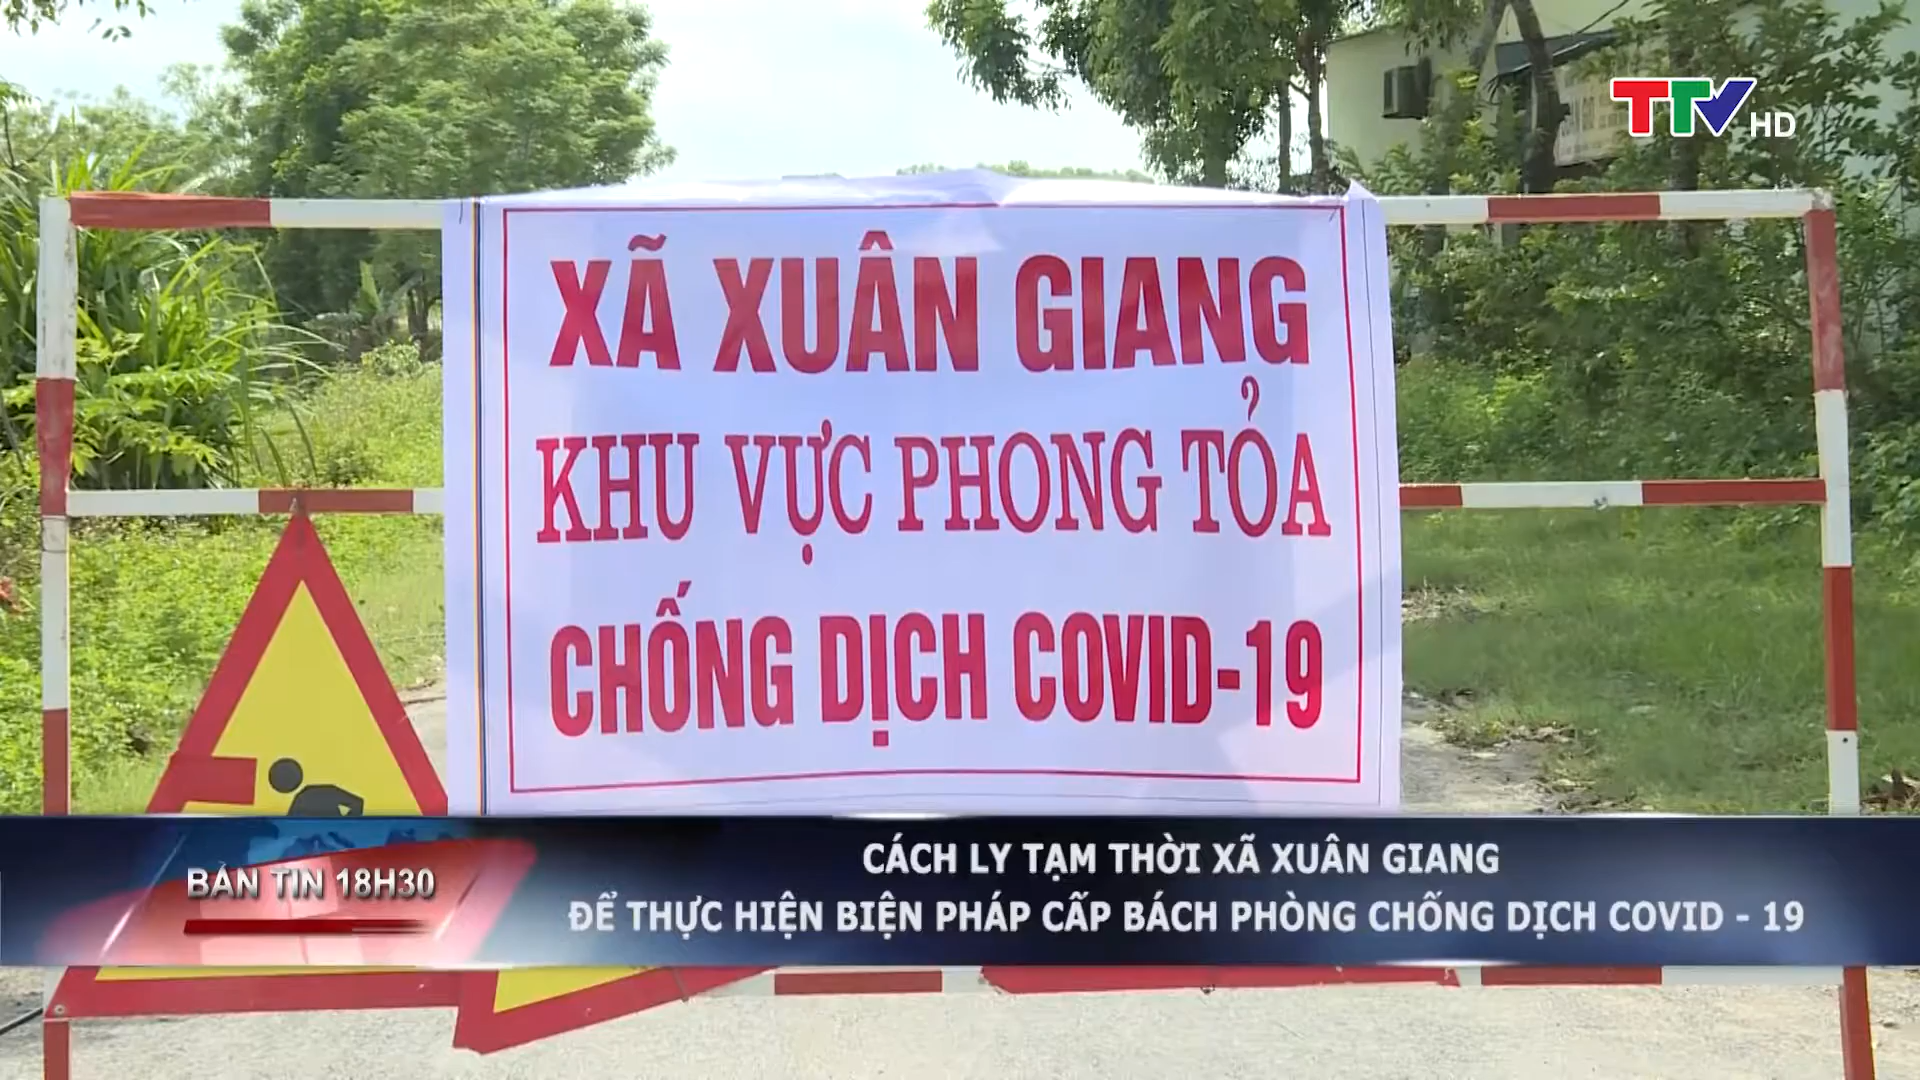 TTV HD
XÃ XUÂN GIANG
KHU VỰC PHONG TỎA
CHỐNG DỊCH COVID-19
BẢN TIN 18H30
CÁCH LY TẠM THỜI XÃ XUÂN GIANG
ĐỂ THỰC HIỆN BIỆN PHÁP CẤP BÁCH PHÒNG CHỐNG DỊCH COVID - 19